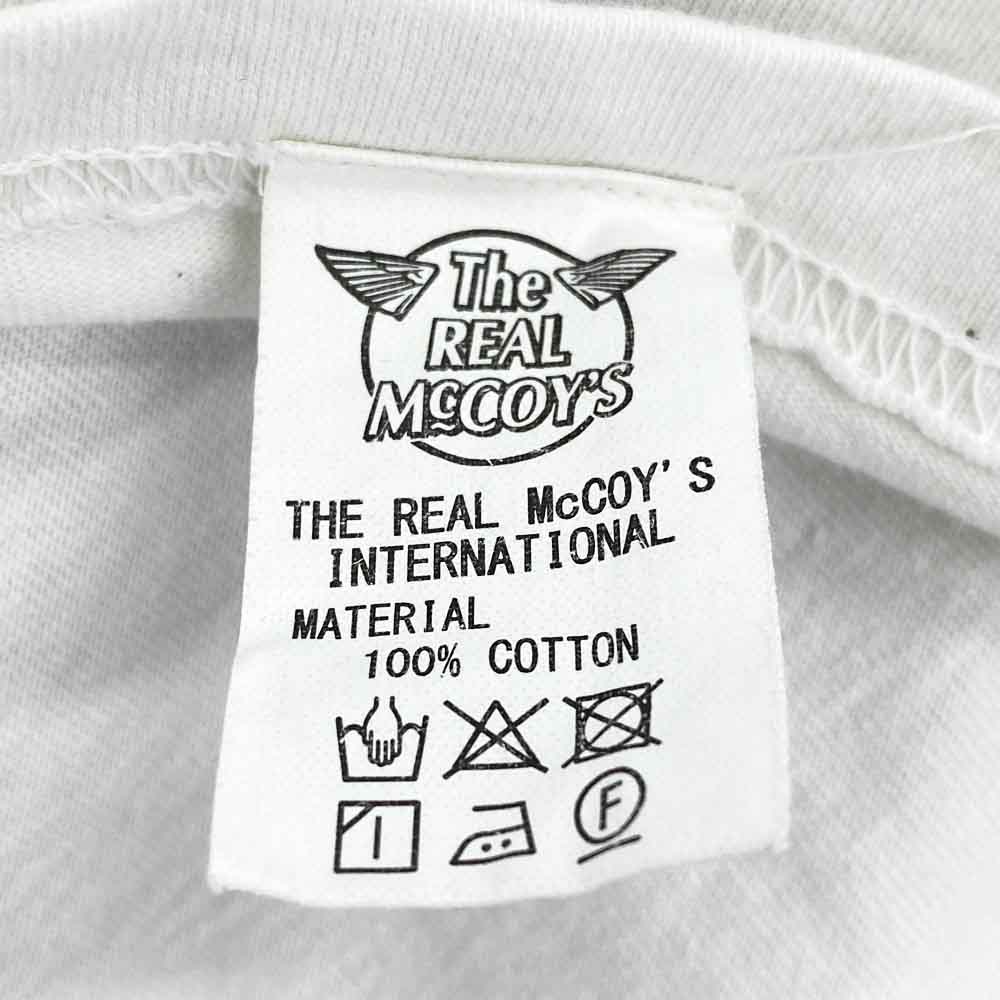 The
REAL
McCOY'S
THE REAL McCOY'S
INTERNATIONAL
MATERIAL
100% COTTON
F